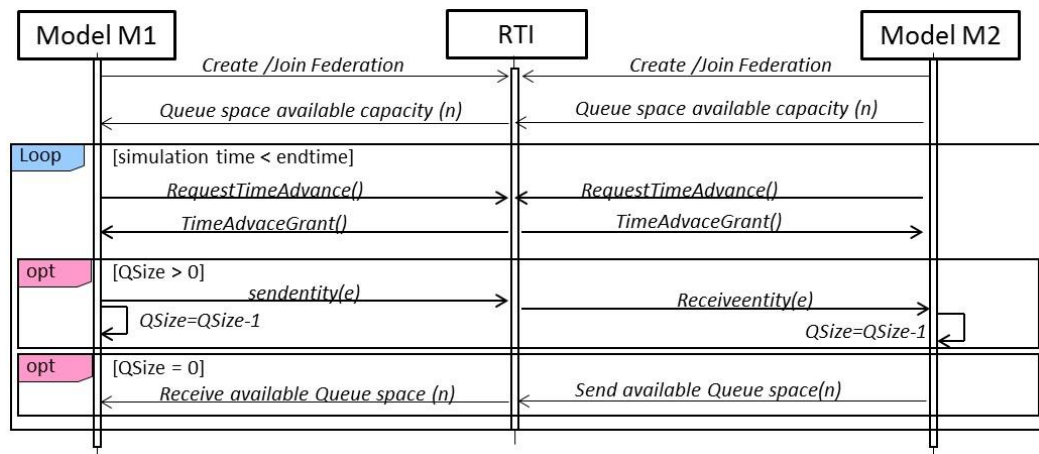 Model M1
RTI
Model M2
Create /Join Federation
Create /Join Federation
Queue space available capacity (n)
Queue space available capacity (n)
Loop
[simulation time < endtime]
RequestTimeAdvance()
RequestTimeAdvance()
TimeAdvaceGrant()
TimeAdvaceGrant()
opt
[QSize > 0]
sendentity(e)
Receiveentity(e)
QSize=QSize-1
QSize=QSize-1
opt
[QSize = 0]
Receive available Queue space (n)
Send available Queue space(n)